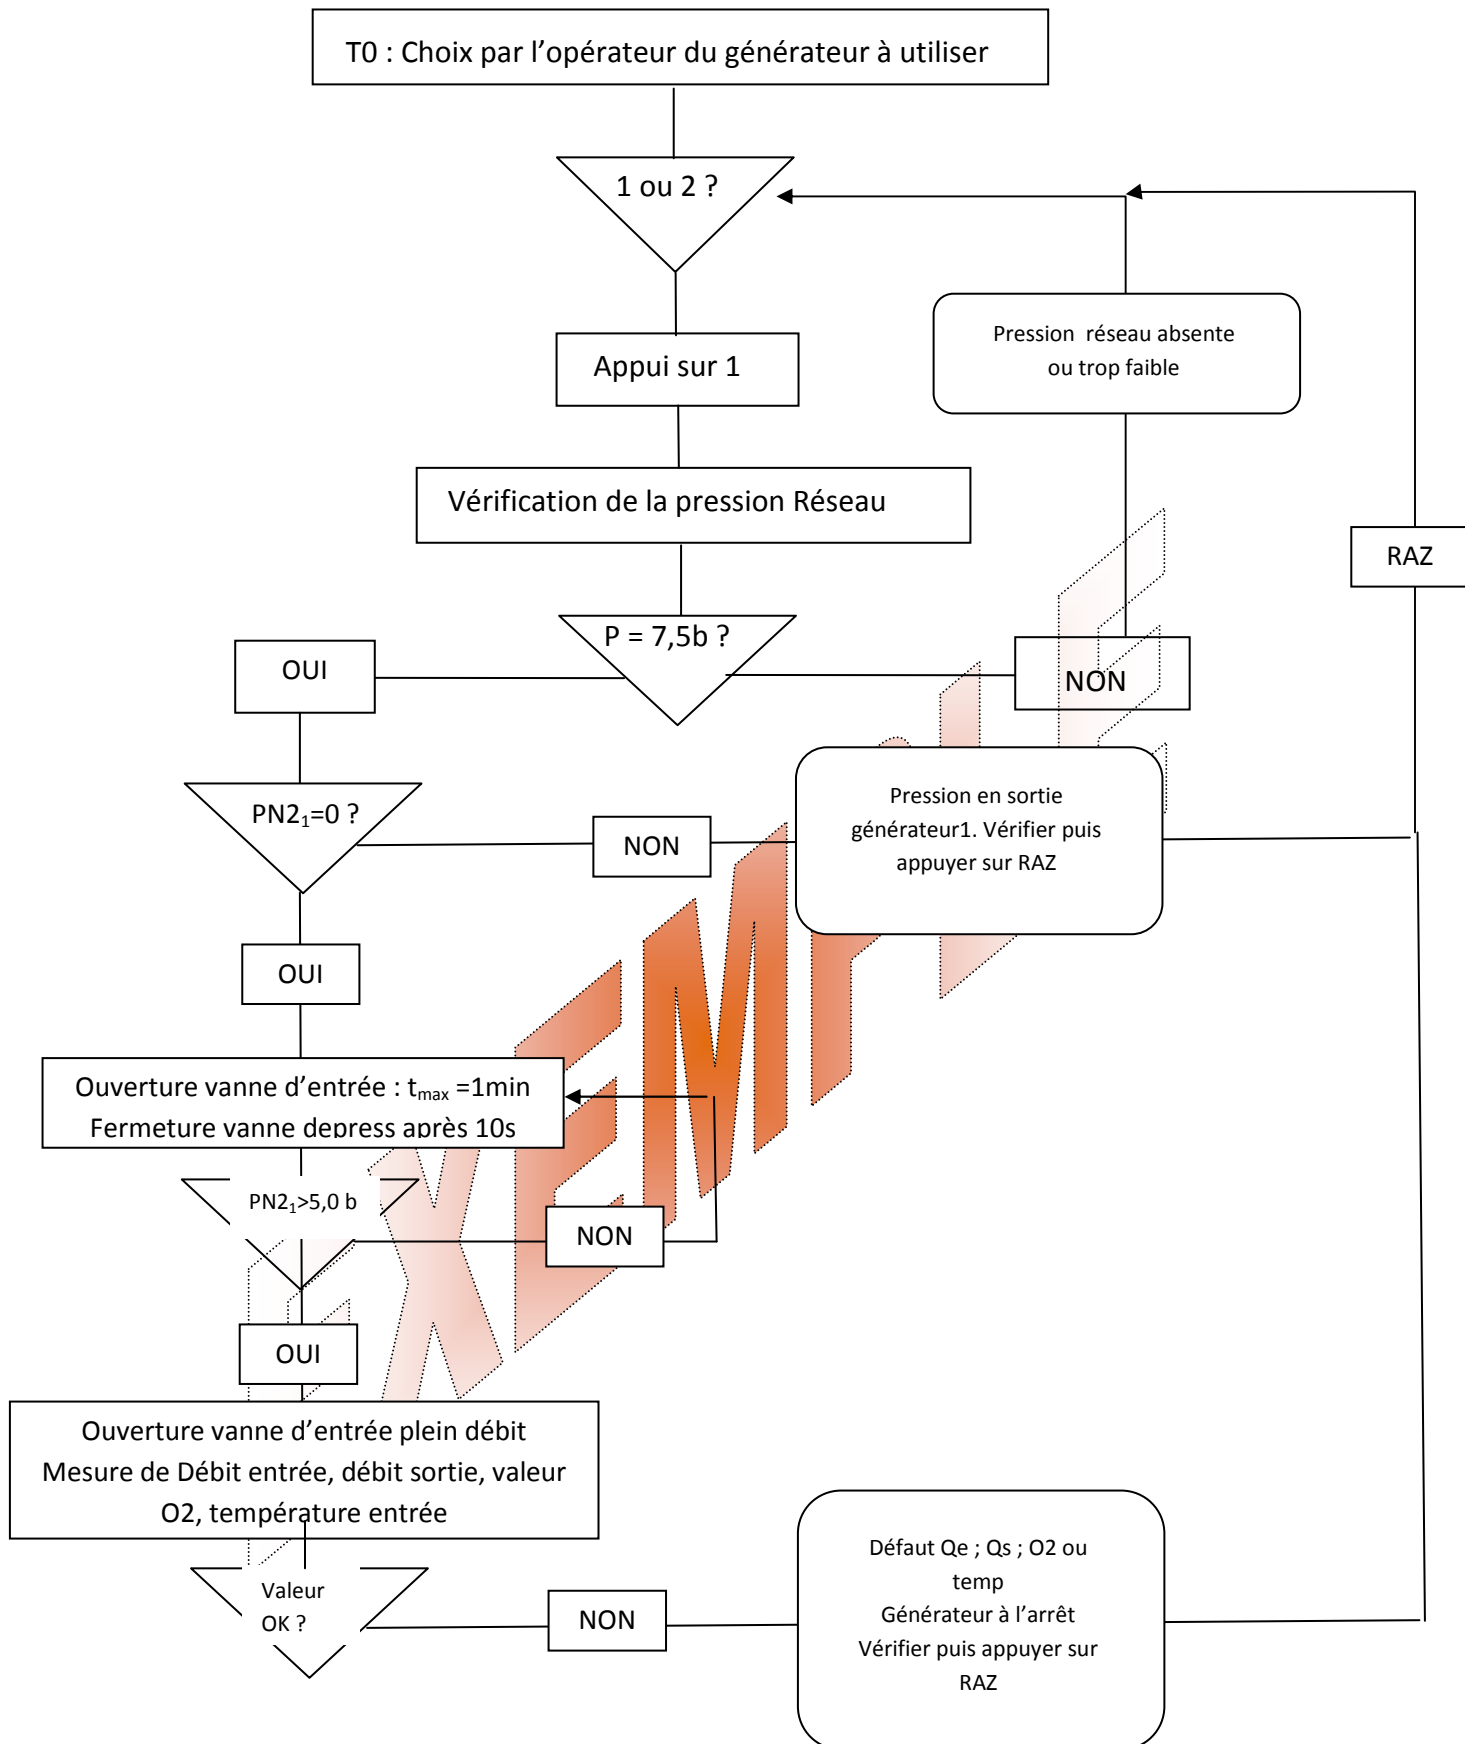 T0 : Choix par l’opérateur du générateur à utiliser
1 ou 2 ?
Pression  réseau absente
ou trop faible
Appui sur 1
Vérification de la pression Réseau
RAZ
P = 7,5b ?
OUI
NON
PN2₁=0 ?
NON
Pression en sortie
générateur1. Vérifier puis
appuyer sur RAZ
OUI
Ouverture vanne d’entrée : tmax =1min
Fermeture vanne depress après 10s
PN2₁>5,0 b
NON
OUI
Ouverture vanne d’entrée plein débit
Mesure de Débit entrée, débit sortie, valeur
O2, température entrée
Valeur
OK ?
NON
Défaut Qe ; Qs ; O2 ou
temp
Générateur à l’arrêt
Vérifier puis appuyer sur
RAZ
EXEMPLE